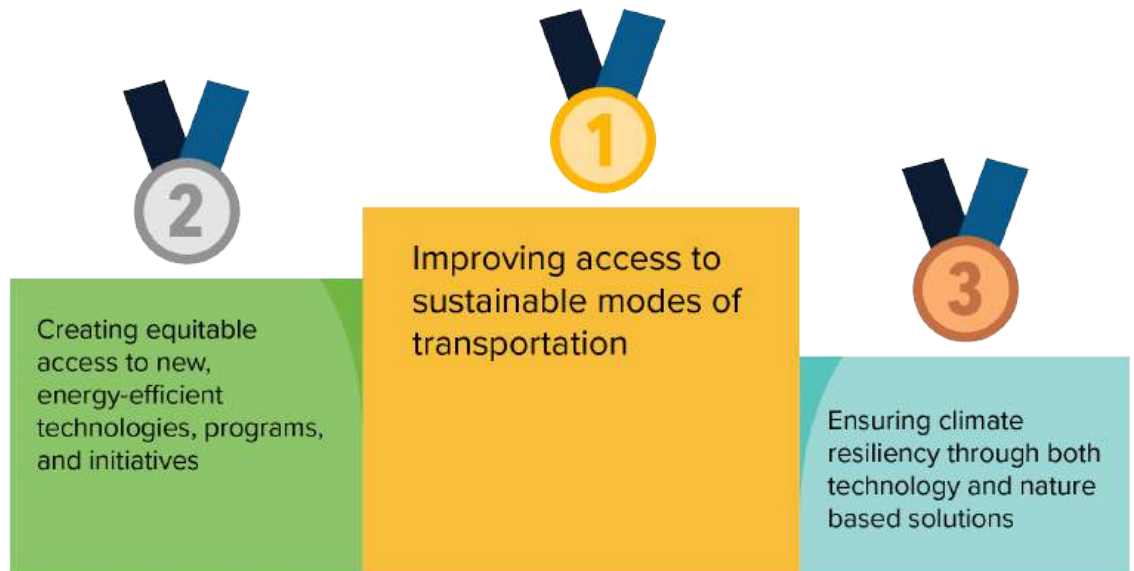 1
Improving access to
sustainable modes of
transportation
2
Creating equitable
access to new,
energy-efficient
technologies, programs,
and initiatives
3
Ensuring climate
resiliency through both
technology and nature
based solutions